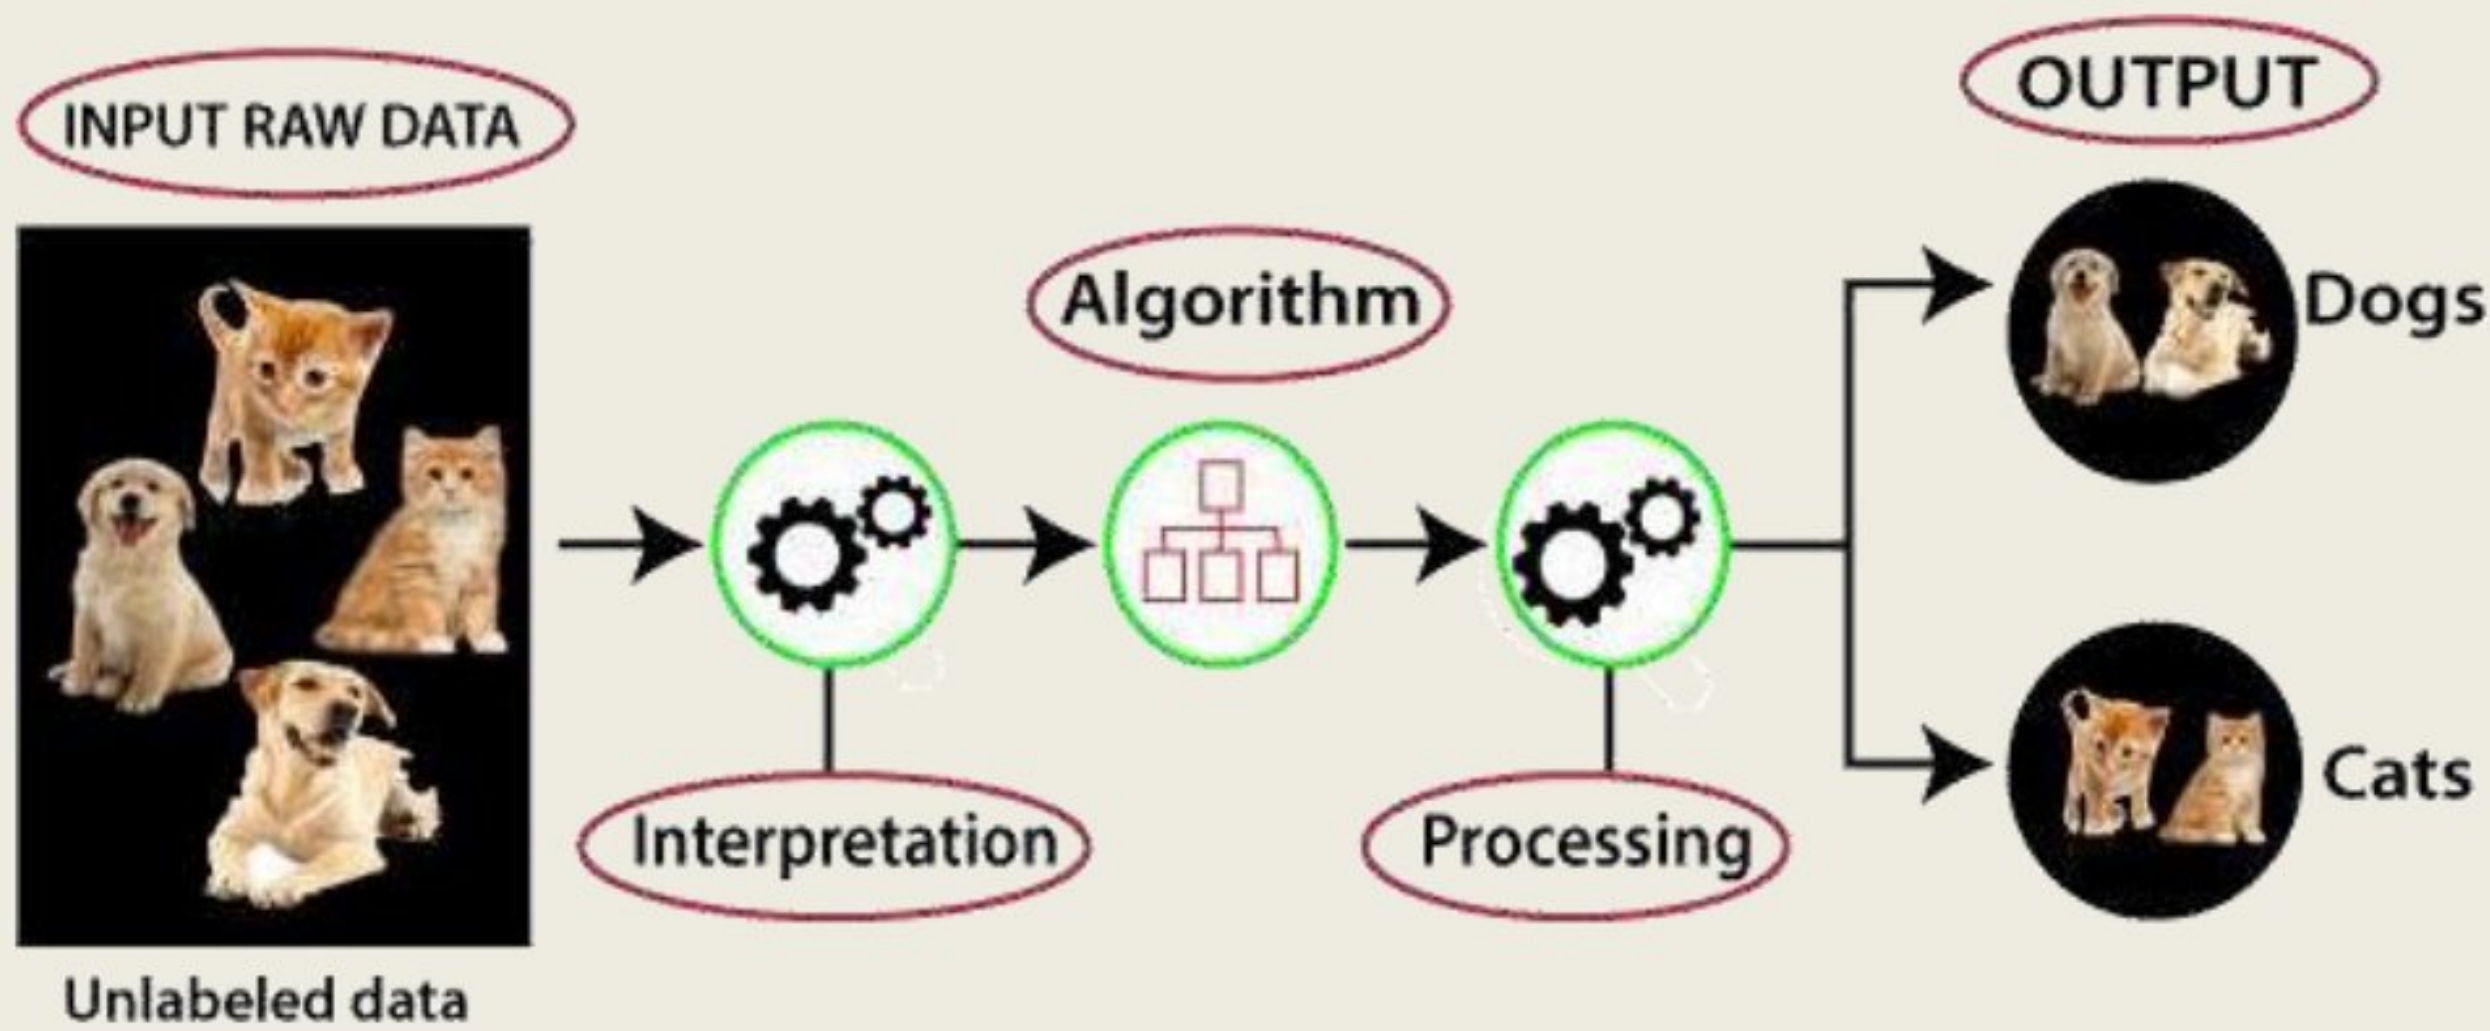 INPUT RAW DATA
OUTPUT
Algorithm
Dogs
Interpretation
Processing
Cats
Unlabeled data